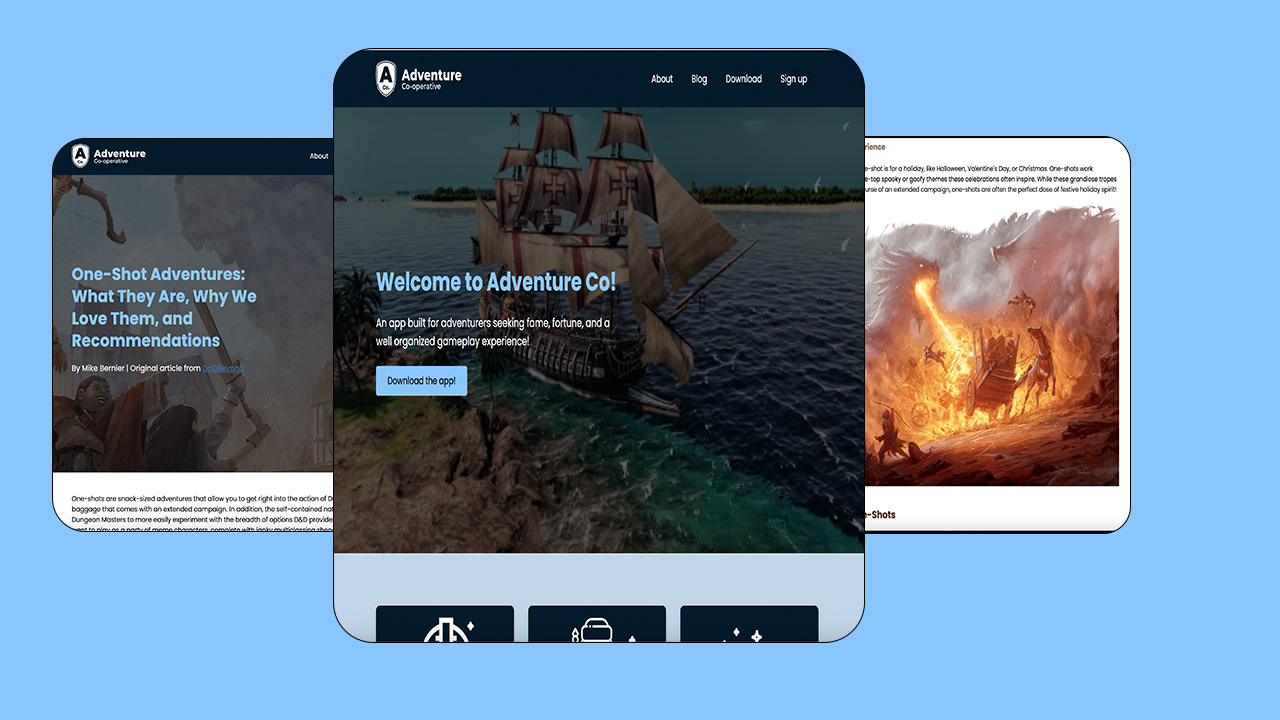 A
Co.
Adventure
Co-operative
About
One-Shot Adventures:
What They Are, Why We
Love Them, and
Recommendations
By Mike Bernier | Original article from DnDBeyond
One-shots are snack-sized adventures that allow you to get right into the action of D
baggage that comes with an extended campaign. In addition, the self-contained nat
Dungeon Masters to more easily experiment with the breadth of options D&D provide
want to play as a party of meme characters, complete with janky multiclassing
A
Co.
Adventure
Co-operative
About
Blog
Download
Sign up
Welcome to Adventure Co!
An app built for adventurers seeking fame, fortune, and a
well organized gameplay experience!
Download the app!
rience
e-shot is for a holiday, like Halloween, Valentine's Day, or Christmas. One-shots work
e-top spooky or goofy themes these celebrations often inspire. While these grandiose tropes
urse of an extended campaign, one-shots are often the perfect dose of festive holiday spirit!
e-Shots